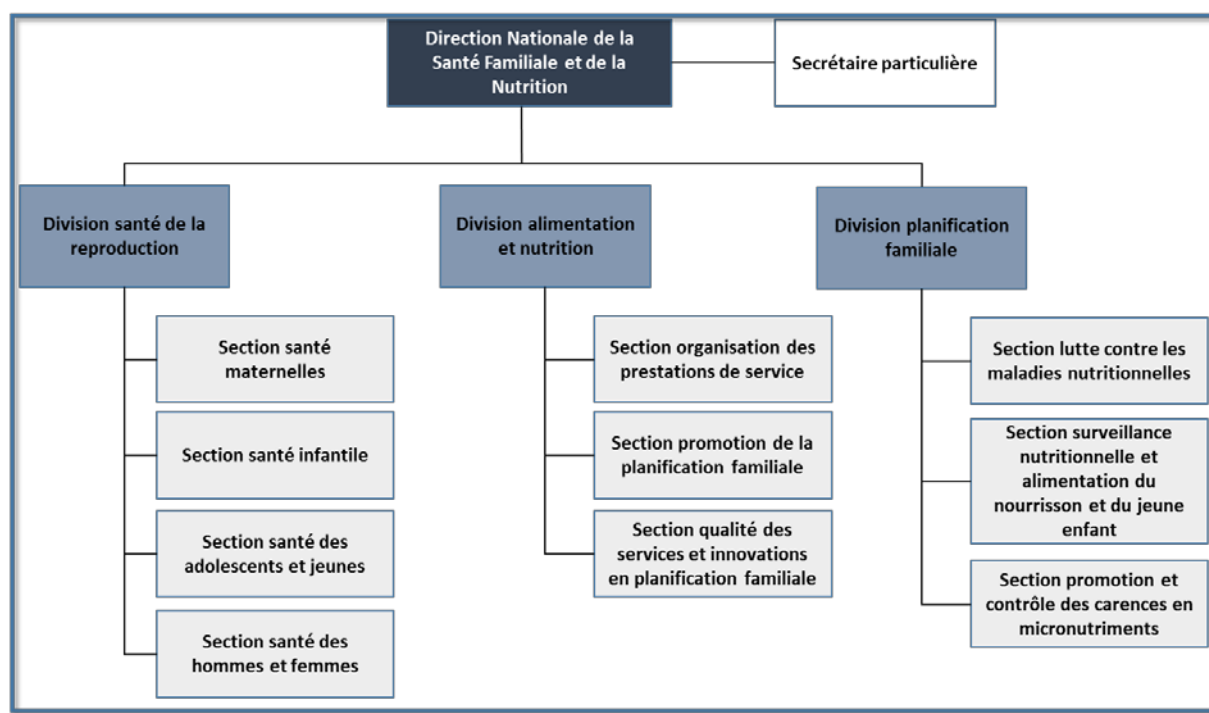 Direction Nationale de la
Santé Familiale et de la
Nutrition
Secrétaire particulière
Division santé de la
reproduction
Division alimentation
et nutrition
Division planification
familiale
Section santé
maternelles
Section santé infantile
Section santé des
adolescents et jeunes
Section santé des
hommes et femmes
Section organisation des
prestations de service
Section promotion de la
planification familiale
Section qualité des
services et innovations
en planification familiale
Section lutte contre les
maladies nutritionnelles
Section surveillance
nutritionnelle et
alimentation du
nourrisson et du jeune
enfant
Section promotion et
contrôle des carences en
micronutriments